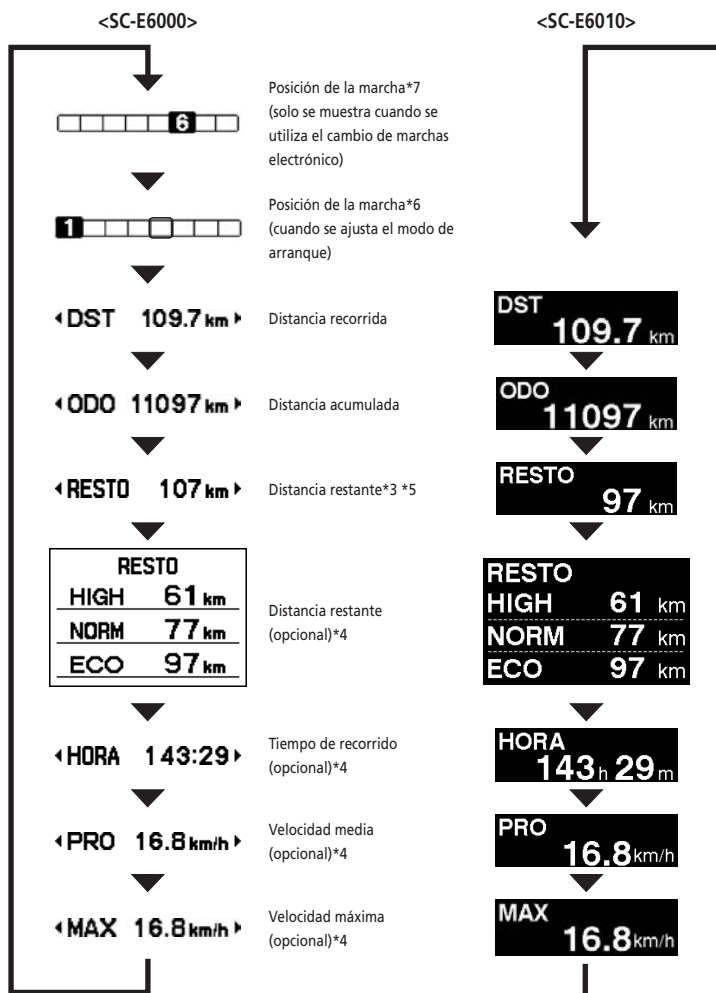 <SC-E6000>
<SC-E6010>
6
Posición de la marcha*7
(solo se muestra cuando se
utiliza el cambio de marchas
electrónico)
1
Posición de la marcha*6
(cuando se ajusta el modo de
arranque)
DST 109.7 km
Distancia recorrida
DST
109.7 km
ODO 11097 km
Distancia acumulada
ODO
11097 km
RESTO 107 km
Distancia restante*3 *5
RESTO
97 km
RESTO
HIGH 61 km
NORM 77 km
ECO 97 km
Distancia restante
(opcional)*4
RESTO
HIGH 61 km
NORM 77 km
ECO 97 km
HORA 143:29
Tiempo de recorrido
(opcional)*4
HORA
143 h 29 m
PRO 16.8 km/h
Velocidad media
(opcional)*4
PRO
16.8 km/h
MAX 16.8 km/h
Velocidad máxima
(opcional)*4
MAX
16.8 km/h